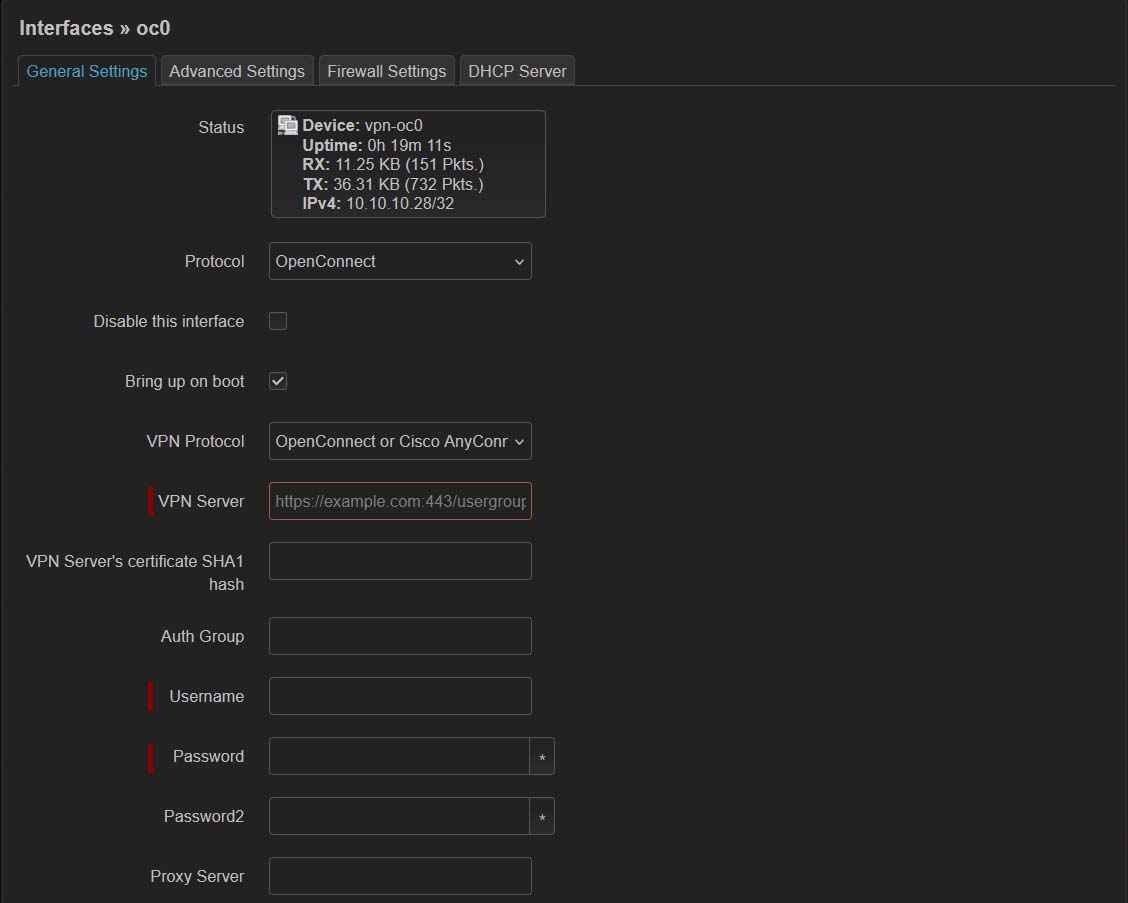 Interfaces » oc0
General Settings
Advanced Settings
Firewall Settings
DHCP Server
Status
Device: vpn-oc0
Uptime: 0h 19m 11s
RX: 11.25 KB (151 Pkts.)
TX: 36.31 KB (732 Pkts.)
IPv4: 10.10.10.28/32
Protocol
OpenConnect
Disable this interface
Bring up on boot
VPN Protocol
OpenConnect or Cisco AnyConr
VPN Server
https://example.com:443/usergroup
VPN Server's certificate SHA1
hash
Auth Group
Username
Password
*
Password2
*
Proxy Server